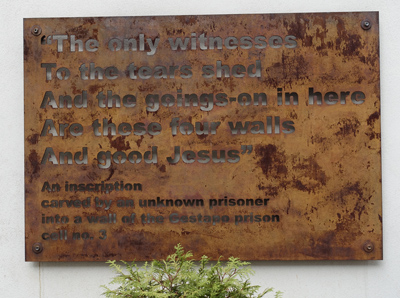 “The only witnesses
To the tears shed
And the goings-on in here
Are these four walls
And good Jesus”
An inscription
carved by an unknown prisoner
into a wall of the Gestapo prison
cell no. 3